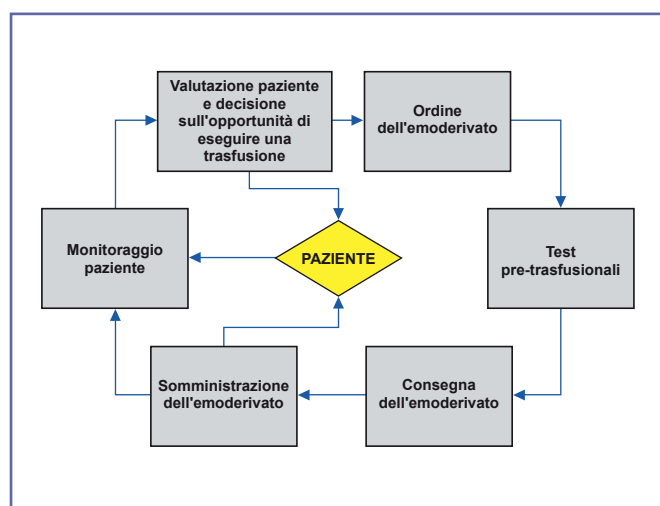 Valutazione paziente
e decisione
sull'opportunità di
eseguire una
trasfusione
Ordine
dell'emoderivato
Monitoraggio
paziente
PAZIENTE
Test
pre-trasfusionali
Somministrazione
dell'emoderivato
Consegna
dell'emoderivato